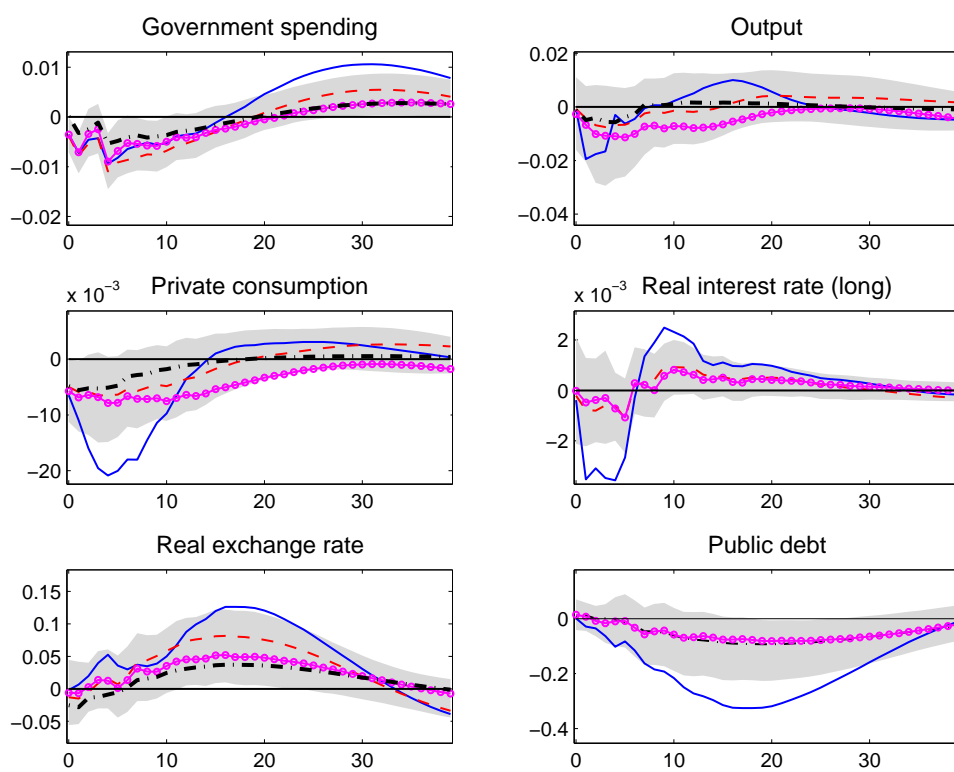 Government spending
0.01
0
−0.01
−0.02
0 10 20 30
Output
0.02
0
−0.02
−0.04
0 10 20 30
Private consumption
x 10⁻³
0
−10
−20
0 10 20 30
Real interest rate (long)
x 10⁻³
2
0
−2
0 10 20 30
Real exchange rate
0.15
0.1
0.05
0
−0.05
0 10 20 30
Public debt
0
−0.2
−0.4
0 10 20 30